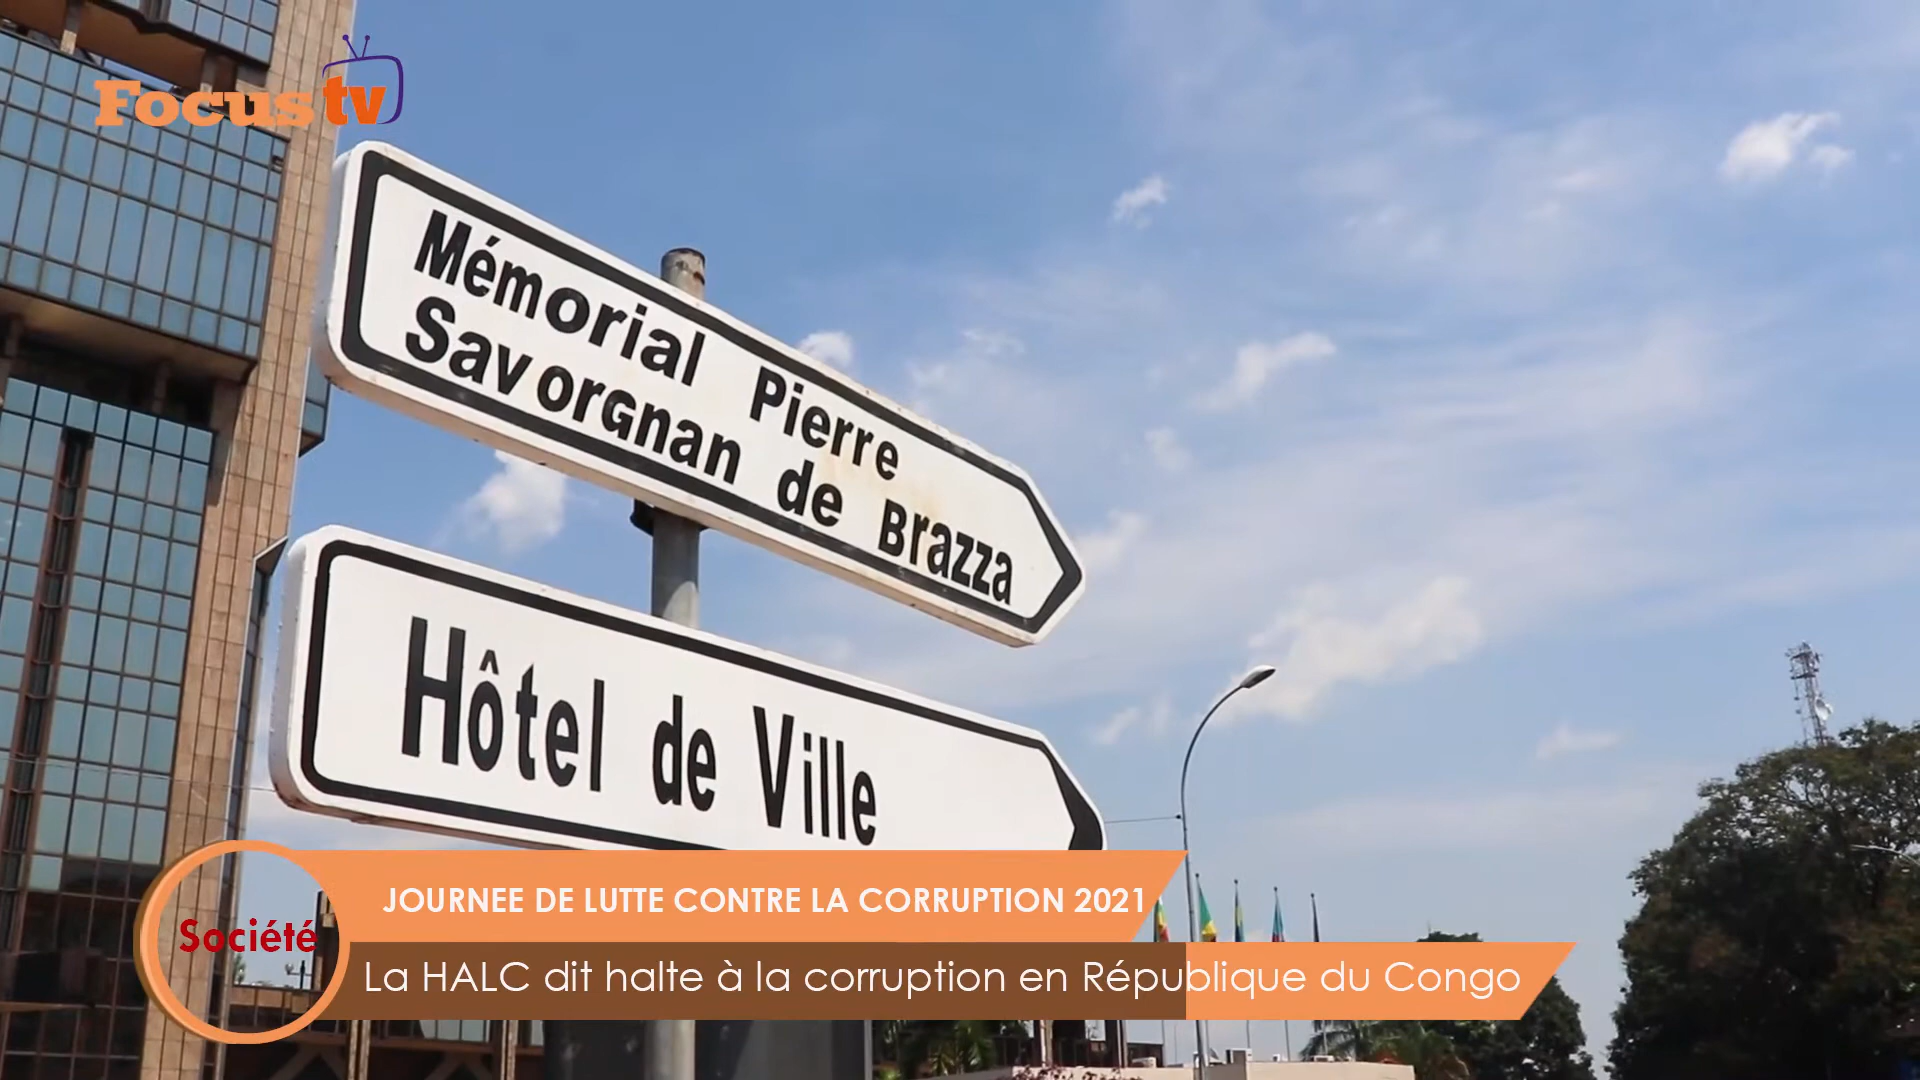 Focus tv
Mémorial Pierre
Savorgnan de Brazza
Hôtel de Ville
JOURNEE DE LUTTE CONTRE LA CORRUPTION 2021
Société
La HALC dit halte à la corruption en République du Congo